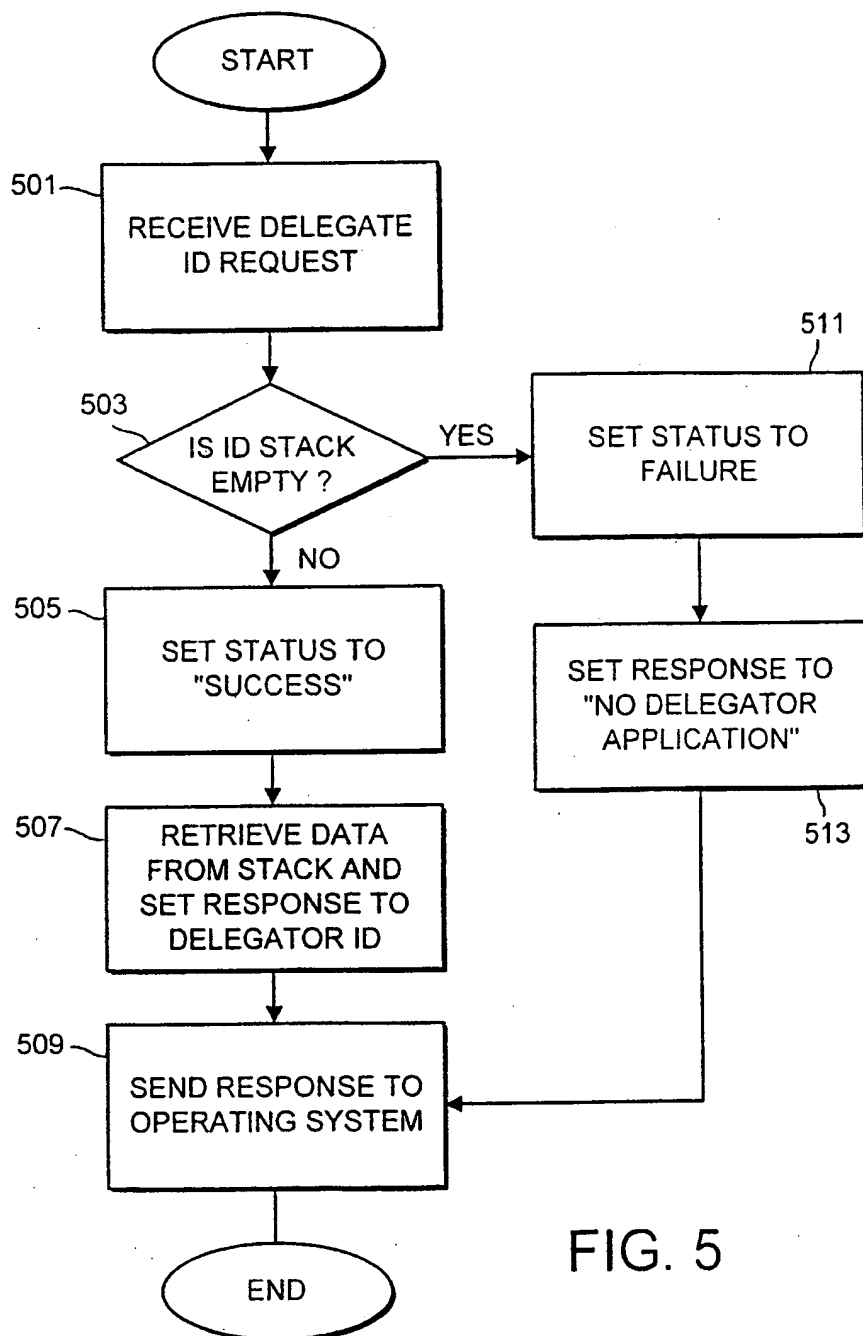 START
501
RECEIVE DELEGATE
ID REQUEST
503
IS ID STACK
EMPTY ?
YES
NO
511
SET STATUS TO
FAILURE
505
SET STATUS TO
"SUCCESS"
SET RESPONSE TO
"NO DELEGATOR
APPLICATION"
513
507
RETRIEVE DATA
FROM STACK AND
SET RESPONSE TO
DELEGATOR ID
509
SEND RESPONSE TO
OPERATING SYSTEM
END
FIG. 5